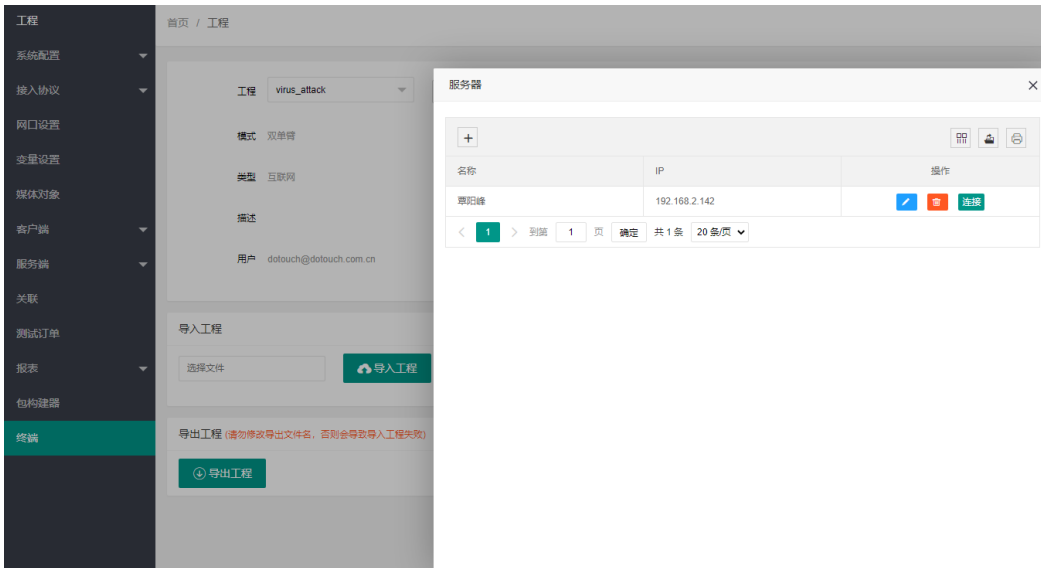 工程
系统配置
接入协议
网口设置
变量设置
媒体对象
客户端
服务端
关联
测试订单
报表
包构建器
终端
首页 / 工程
工程 virus_attack
模式 双单臂
类型 互联网
描述
用户 dotouch@dotouch.com.cn
导入工程
选择文件 导入工程
导出工程 (请勿修改导出文件名，否则会导致导入工程失败)
导出工程
服务器
名称 IP 操作
覃阳峰 192.168.2.142 连接
1 到第 1 页 确定 共 1 条 20 条/页